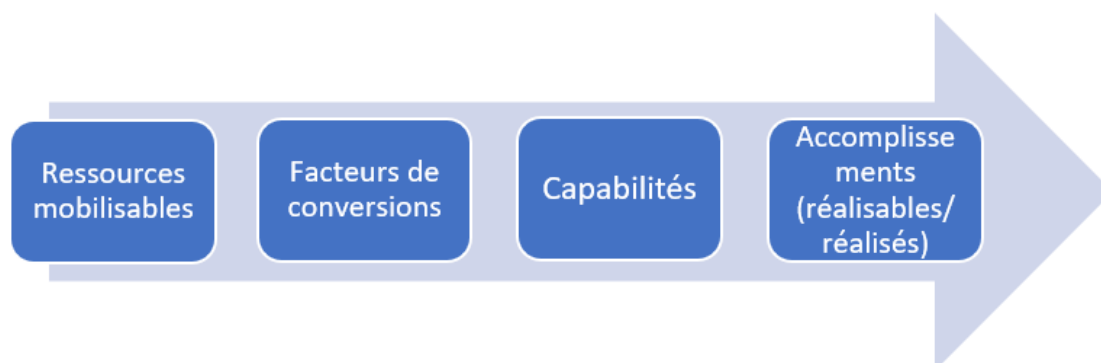 Ressources
mobilisables
Facteurs de
conversions
Capabilités
Accomplisse
ments
(réalisables/
réalisés)